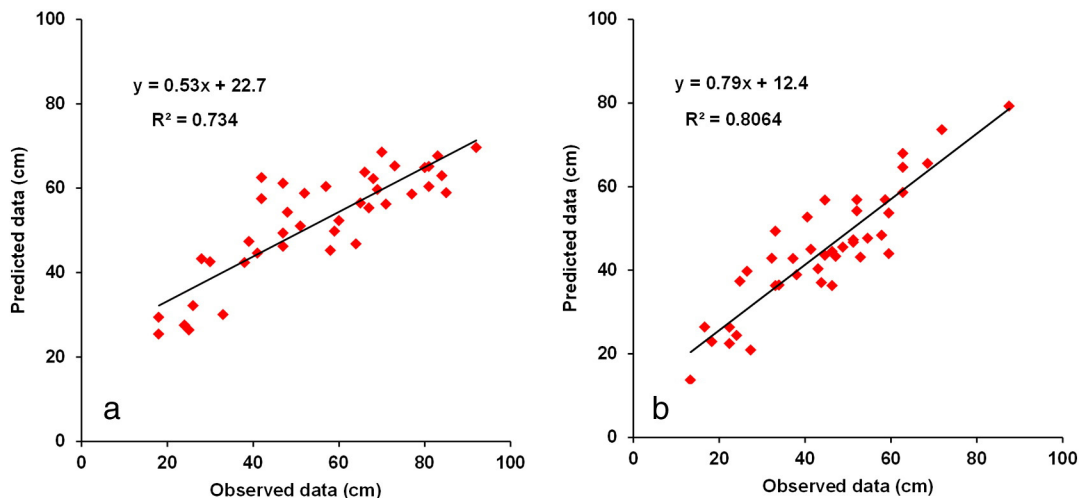 100
80
60
40
20
0
Predicted data (cm)
y = 0.53x + 22.7
R² = 0.734
a
0 20 40 60 80 100
Observed data (cm)
100
80
60
40
20
0
Predicted data (cm)
y = 0.79x + 12.4
R² = 0.8064
b
0 20 40 60 80 100
Observed data (cm)